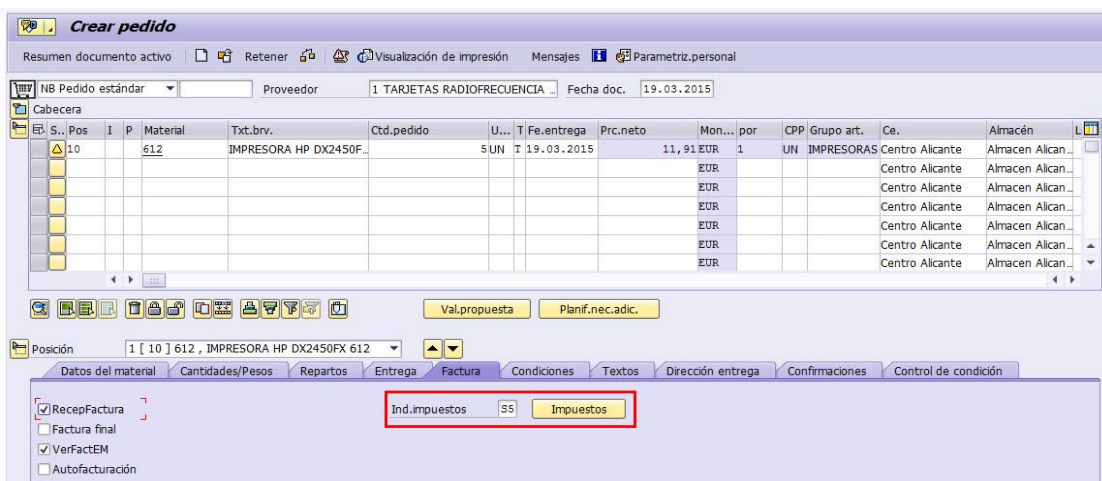 Crear pedido
Resumen documento activo Retener Visualización de impresión Mensajes Parametriz.personal
NB Pedido estándar Proveedor 1 TARJETAS RADIOFRECUENCIA ... Fecha doc. 19.03.2015
Cabecera
S.. Pos I P Material Txt.brv. Ctd.pedido U... T Fe.entrega Prc.neto Mon... por CPP Grupo art. Ce. Almacén L
10 612 IMPRESORA HP DX2450F... 5 UN T 19.03.2015 11,91 EUR 1 UN IMPRESORAS Centro Alicante Almacen Alican...
EUR Centro Alicante Almacen Alican...
EUR Centro Alicante Almacen Alican...
EUR Centro Alicante Almacen Alican...
EUR Centro Alicante Almacen Alican...
EUR Centro Alicante Almacen Alican...
EUR Centro Alicante Almacen Alican...
Val.propuesta Planif.nec.adic.
Posición 1 [ 10 ] 612 , IMPRESORA HP DX2450FX 612
Datos del material Cantidades/Pesos Repartos Entrega Factura Condiciones Textos Dirección entrega Confirmaciones Control de condición
RecepFactura Ind.impuestos S5 Impuestos
Factura final
VerFactEM
Autofacturación